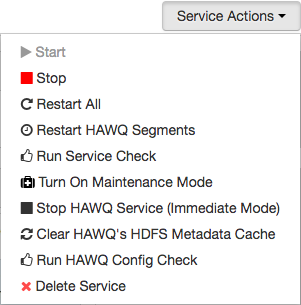 Service Actions
Start
Stop
Restart All
Restart HAWQ Segments
Run Service Check
Turn On Maintenance Mode
Stop HAWQ Service (Immediate Mode)
Clear HAWQ's HDFS Metadata Cache
Run HAWQ Config Check
Delete Service